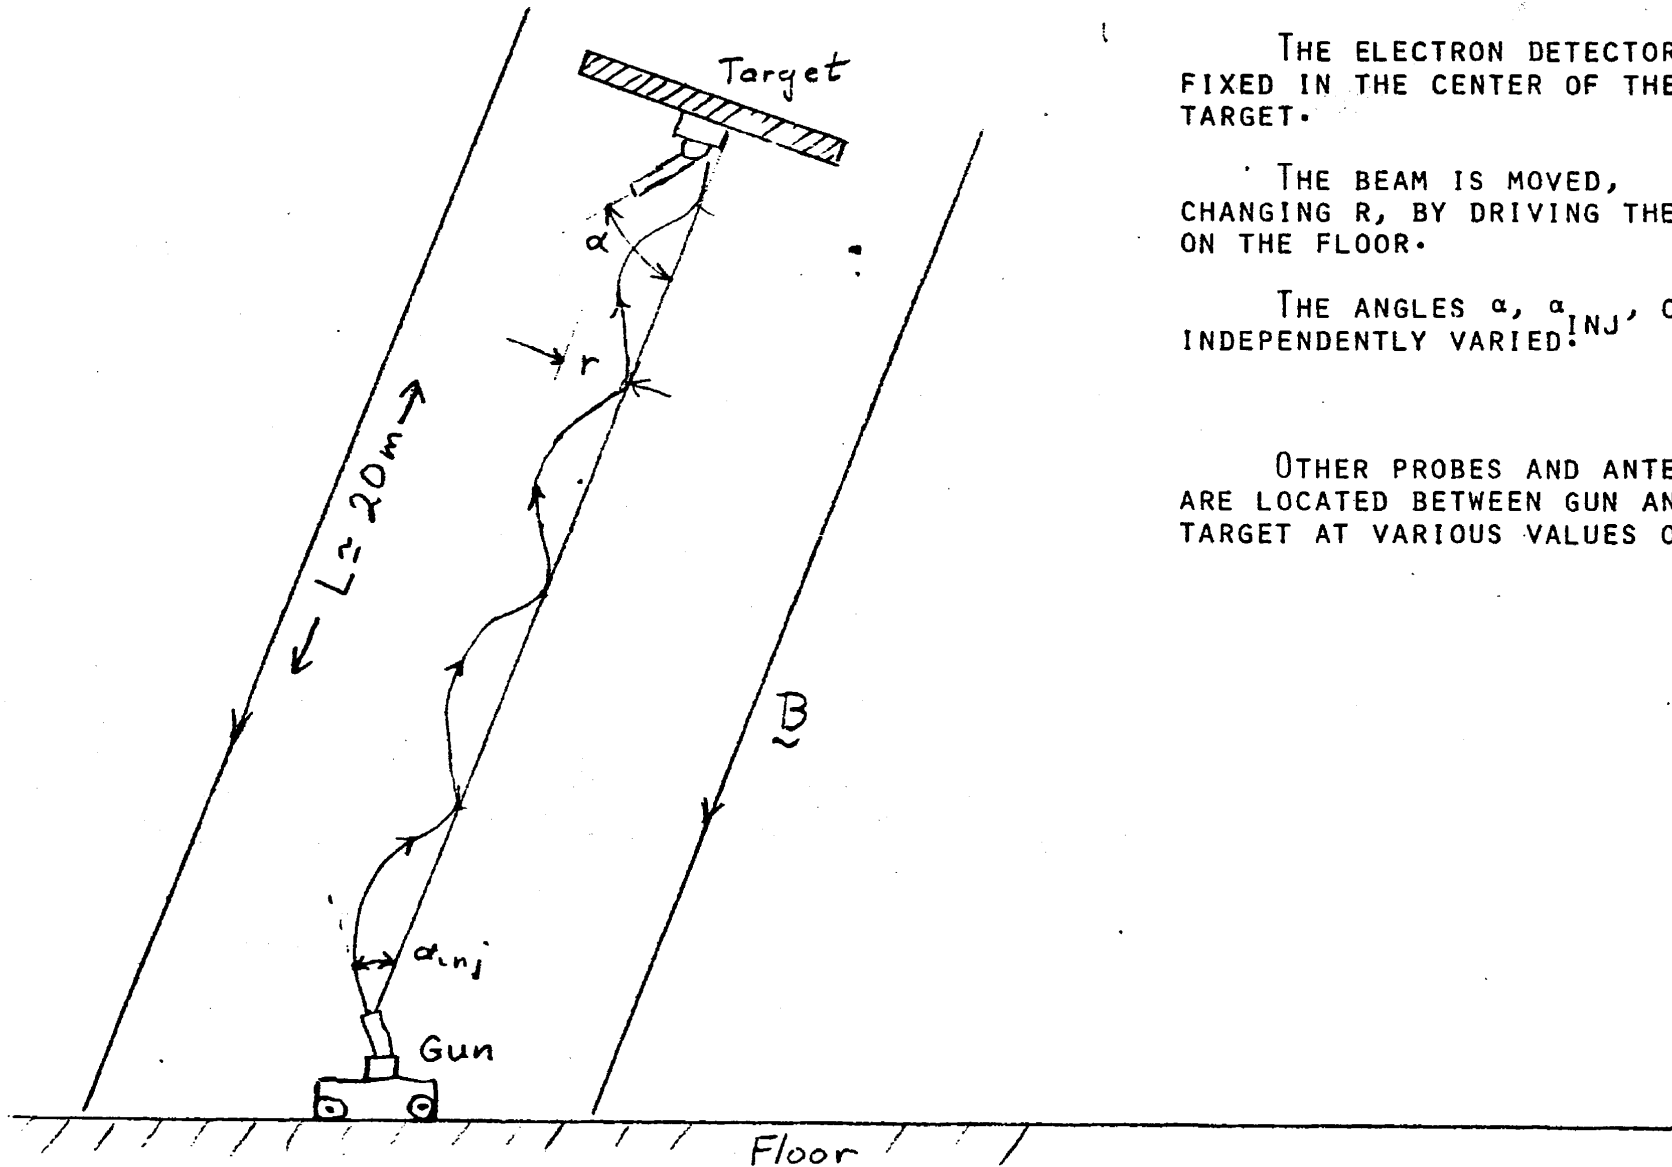 Target
α
r
L ≃ 20m
B
αinj
Gun
Floor
THE ELECTRON DETECTOR
FIXED IN THE CENTER OF THE
TARGET.
THE BEAM IS MOVED,
CHANGING R, BY DRIVING THE
ON THE FLOOR.
THE ANGLES α, αINJ,
INDEPENDENTLY VARIED.
OTHER PROBES AND
ARE LOCATED BETWEEN GUN
TARGET AT VARIOUS VALUES